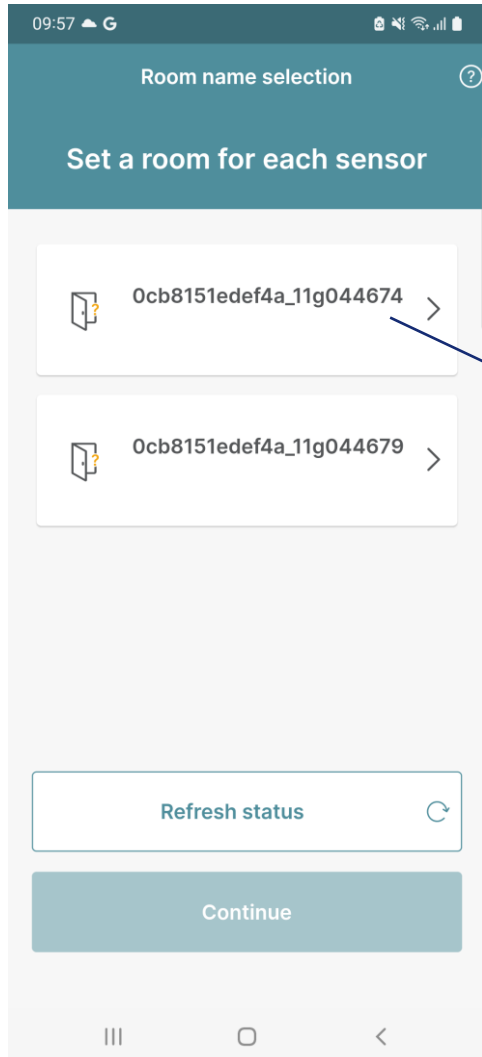 09:57 G
Room name selection ?
Set a room for each sensor
? 0cb8151edef4a_11g044674
? 0cb8151edef4a_11g044679
Refresh status
Continue